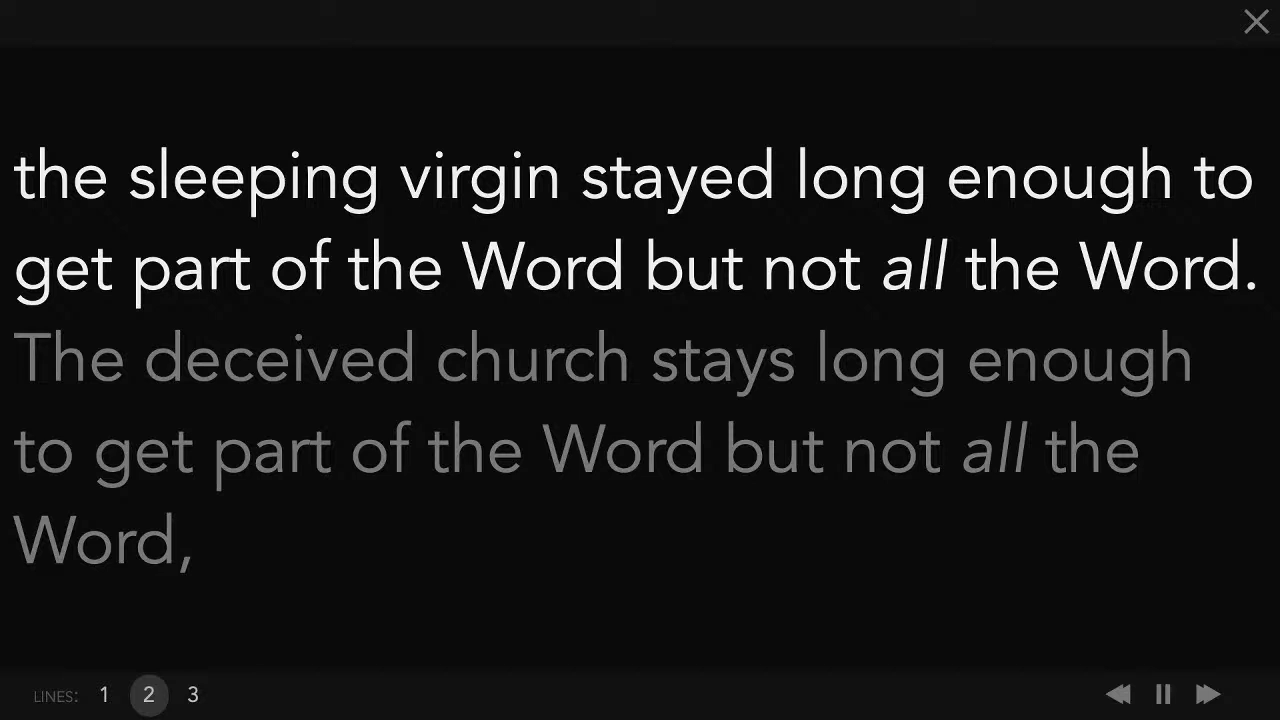 the sleeping virgin stayed long enough to
get part of the Word but not all the Word.
The deceived church stays long enough
to get part of the Word but not all the
Word,
LINES: 1 2 3